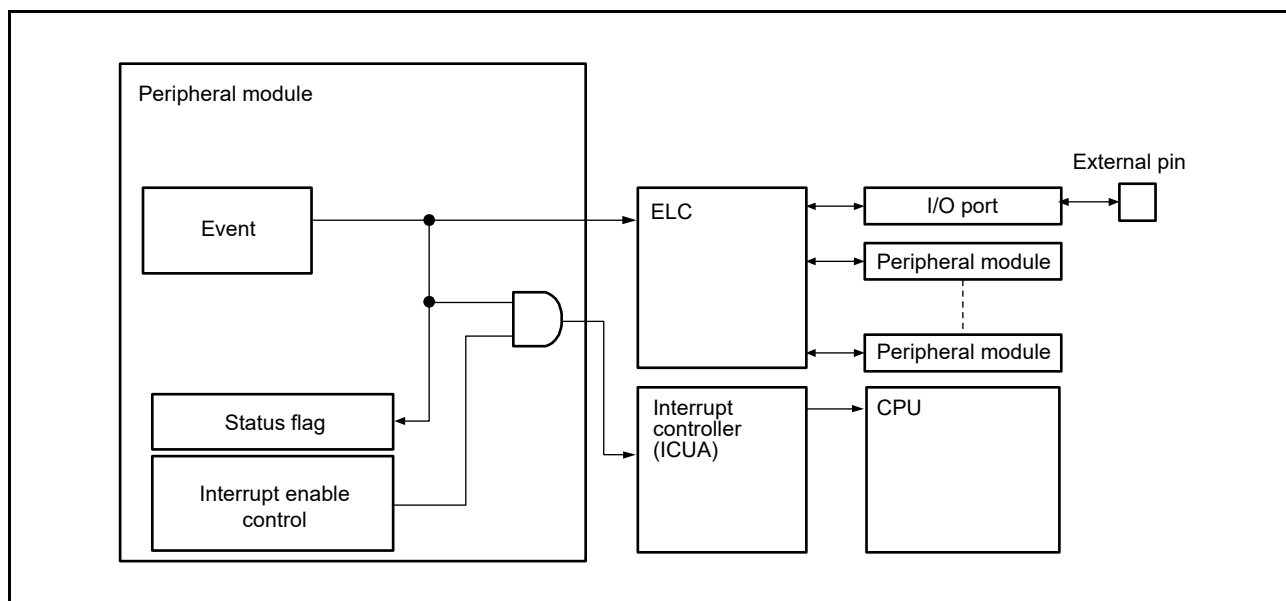 Peripheral module
External pin
Event
ELC
I/O port
Peripheral module
Peripheral module
Status flag
Interrupt enable
control
Interrupt
controller
(ICUA)
CPU